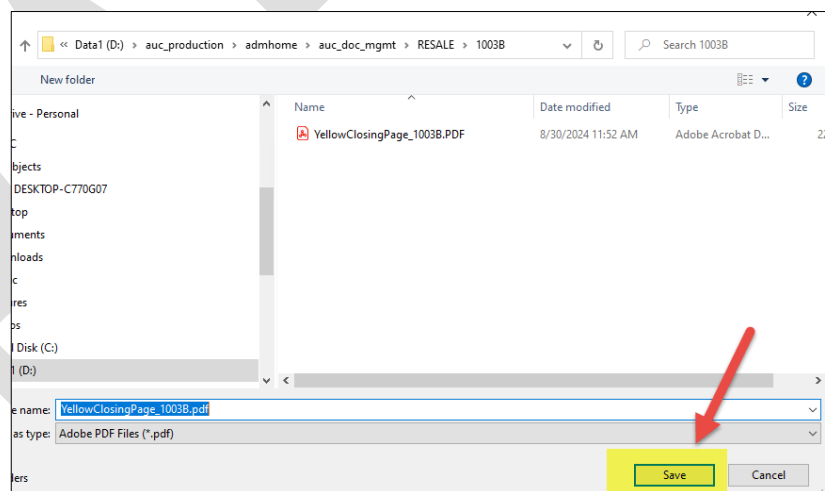 « Data1 (D:) › auc_production › admhome › auc_doc_mgmt › RESALE › 1003B Search 1003B
New folder
ive - Personal
Name Date modified Type Size
YellowClosingPage_1003B.PDF 8/30/2024 11:52 AM Adobe Acrobat D...
bjects
DESKTOP-C770G07
top
uments
nloads
c
ures
os
l Disk (C:)
1 (D:)
e name: YellowClosingPage_1003B.pdf
as type: Adobe PDF Files (*.pdf)
ders
Save Cancel